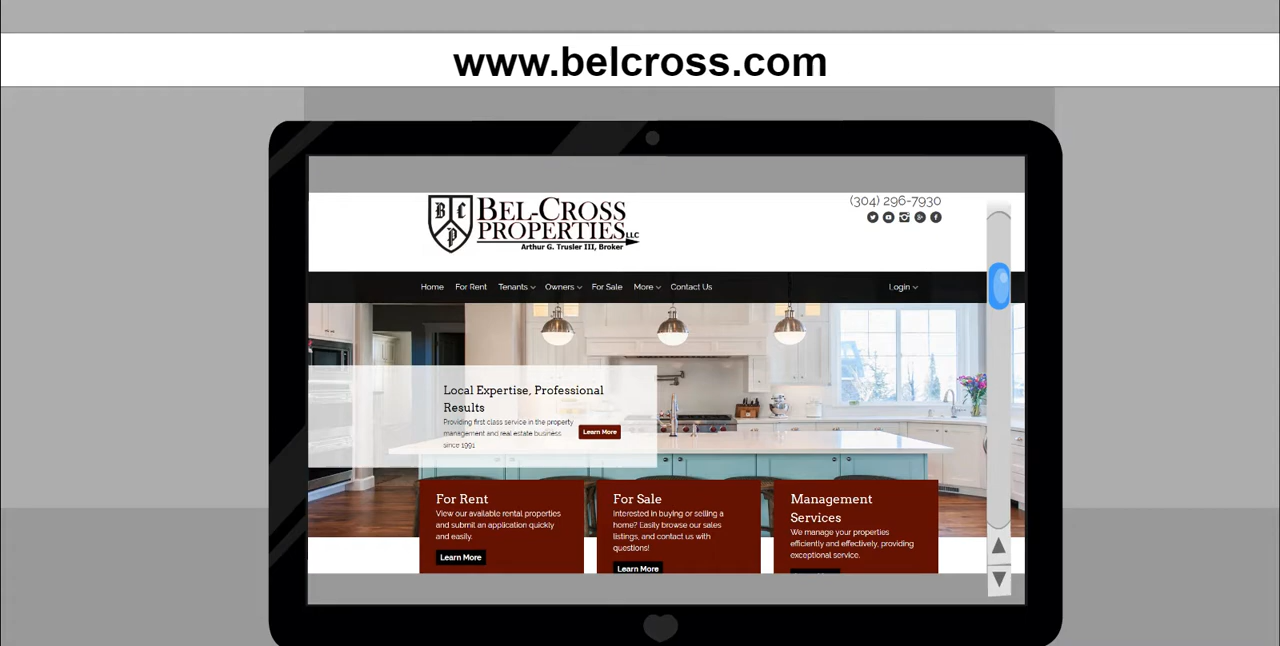 www.belcross.com
B C P
BEL-CROSS
PROPERTIES LLC
Arthur G. Trusler III, Broker
(304) 296-7930
Home For Rent Tenants Owners For Sale More Contact Us Login
Local Expertise, Professional
Results
Providing first class service in the property
management and real estate business
since 1991
Learn More
For Rent
View our available rental properties
and submit an application quickly
and easily.
Learn More
For Sale
Interested in buying or selling a
home? Easily browse our sales
listings, and contact us with
questions!
Learn More
Management
Services
We manage your properties
efficiently and effectively, providing
exceptional service.